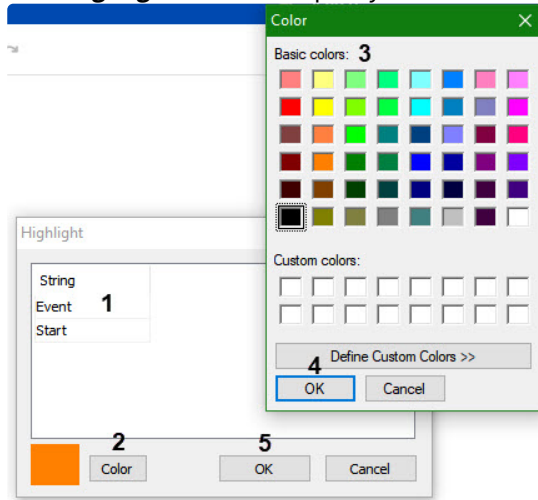 Color
Basic colors: 3
Highlight
String
Event 1
Start
Custom colors:
Define Custom Colors >>
4
OK Cancel
2 5
Color OK Cancel